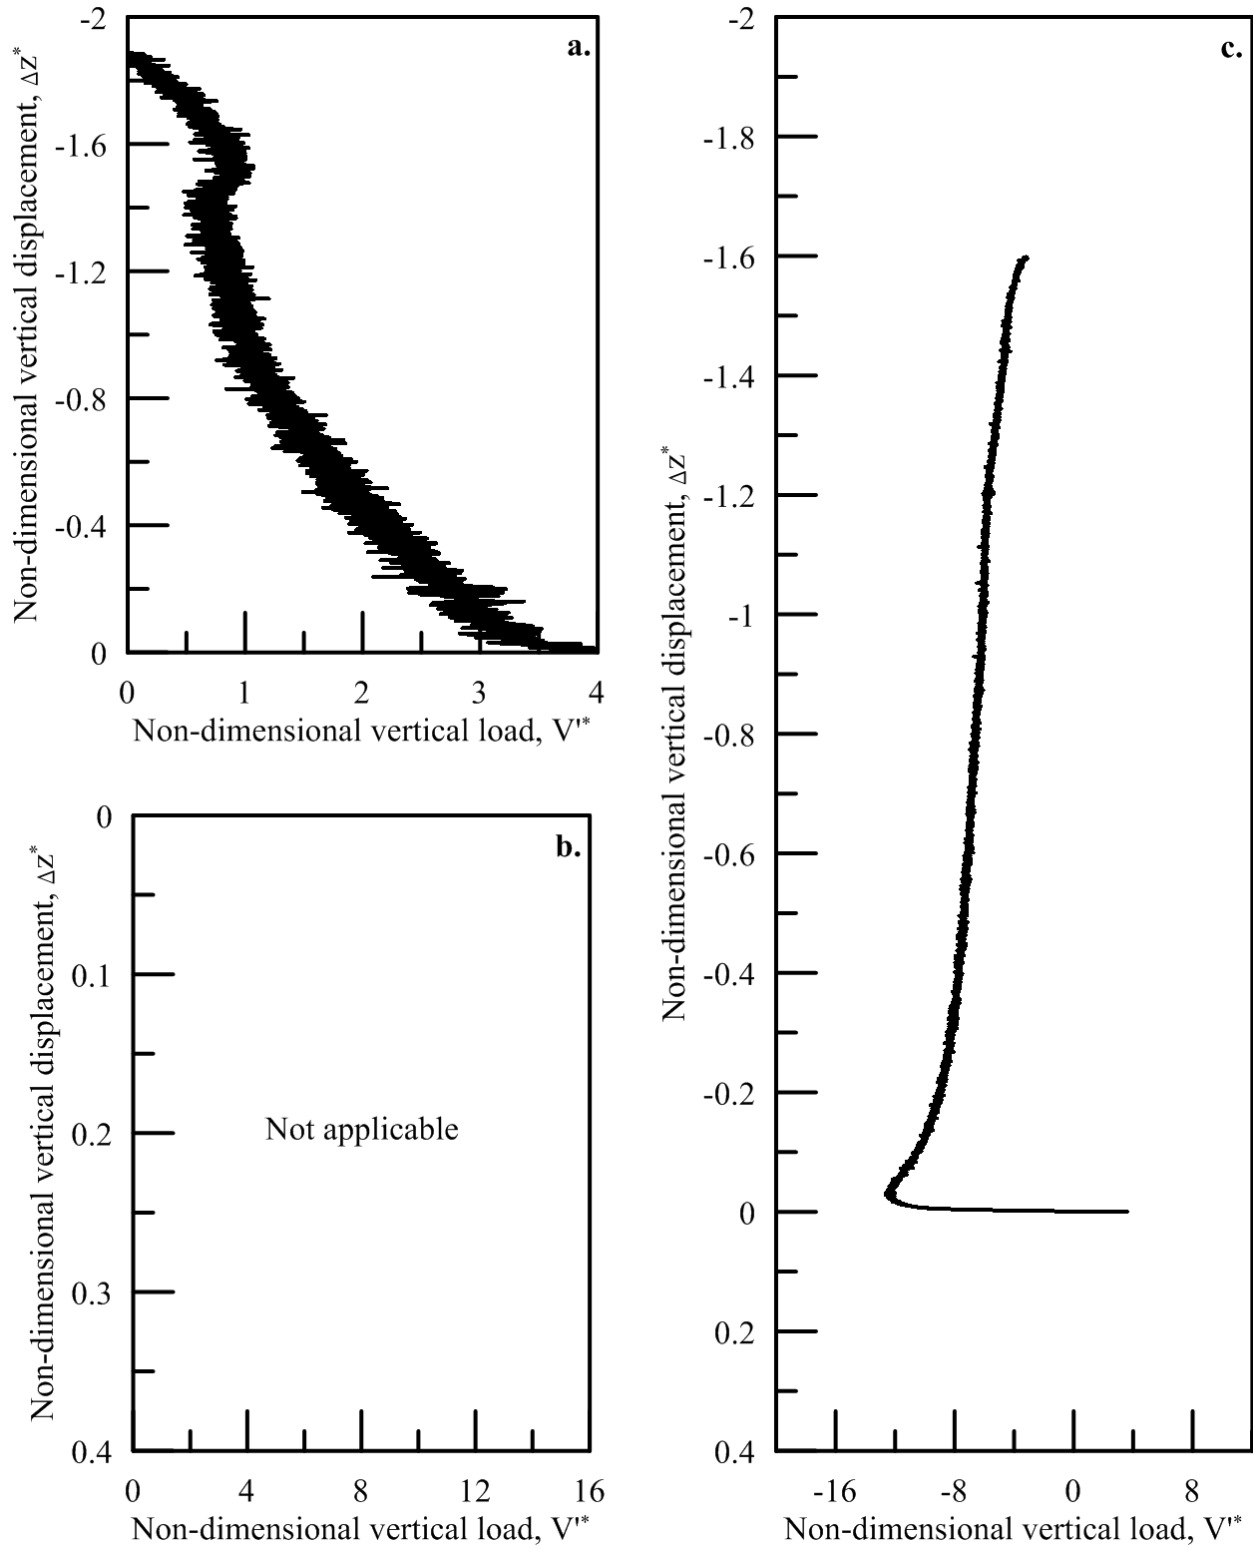 a.
Non-dimensional vertical displacement, Δz*
-2
-1.6
-1.2
-0.8
-0.4
0
0 1 2 3 4
Non-dimensional vertical load, V'*
b.
Non-dimensional vertical displacement, Δz*
0
0.1
0.2
0.3
0.4
Not applicable
0 4 8 12 16
Non-dimensional vertical load, V'*
c.
Non-dimensional vertical displacement, Δz*
-2
-1.8
-1.6
-1.4
-1.2
-1
-0.8
-0.6
-0.4
-0.2
0
0.2
0.4
-16 -8 0 8
Non-dimensional vertical load, V'*